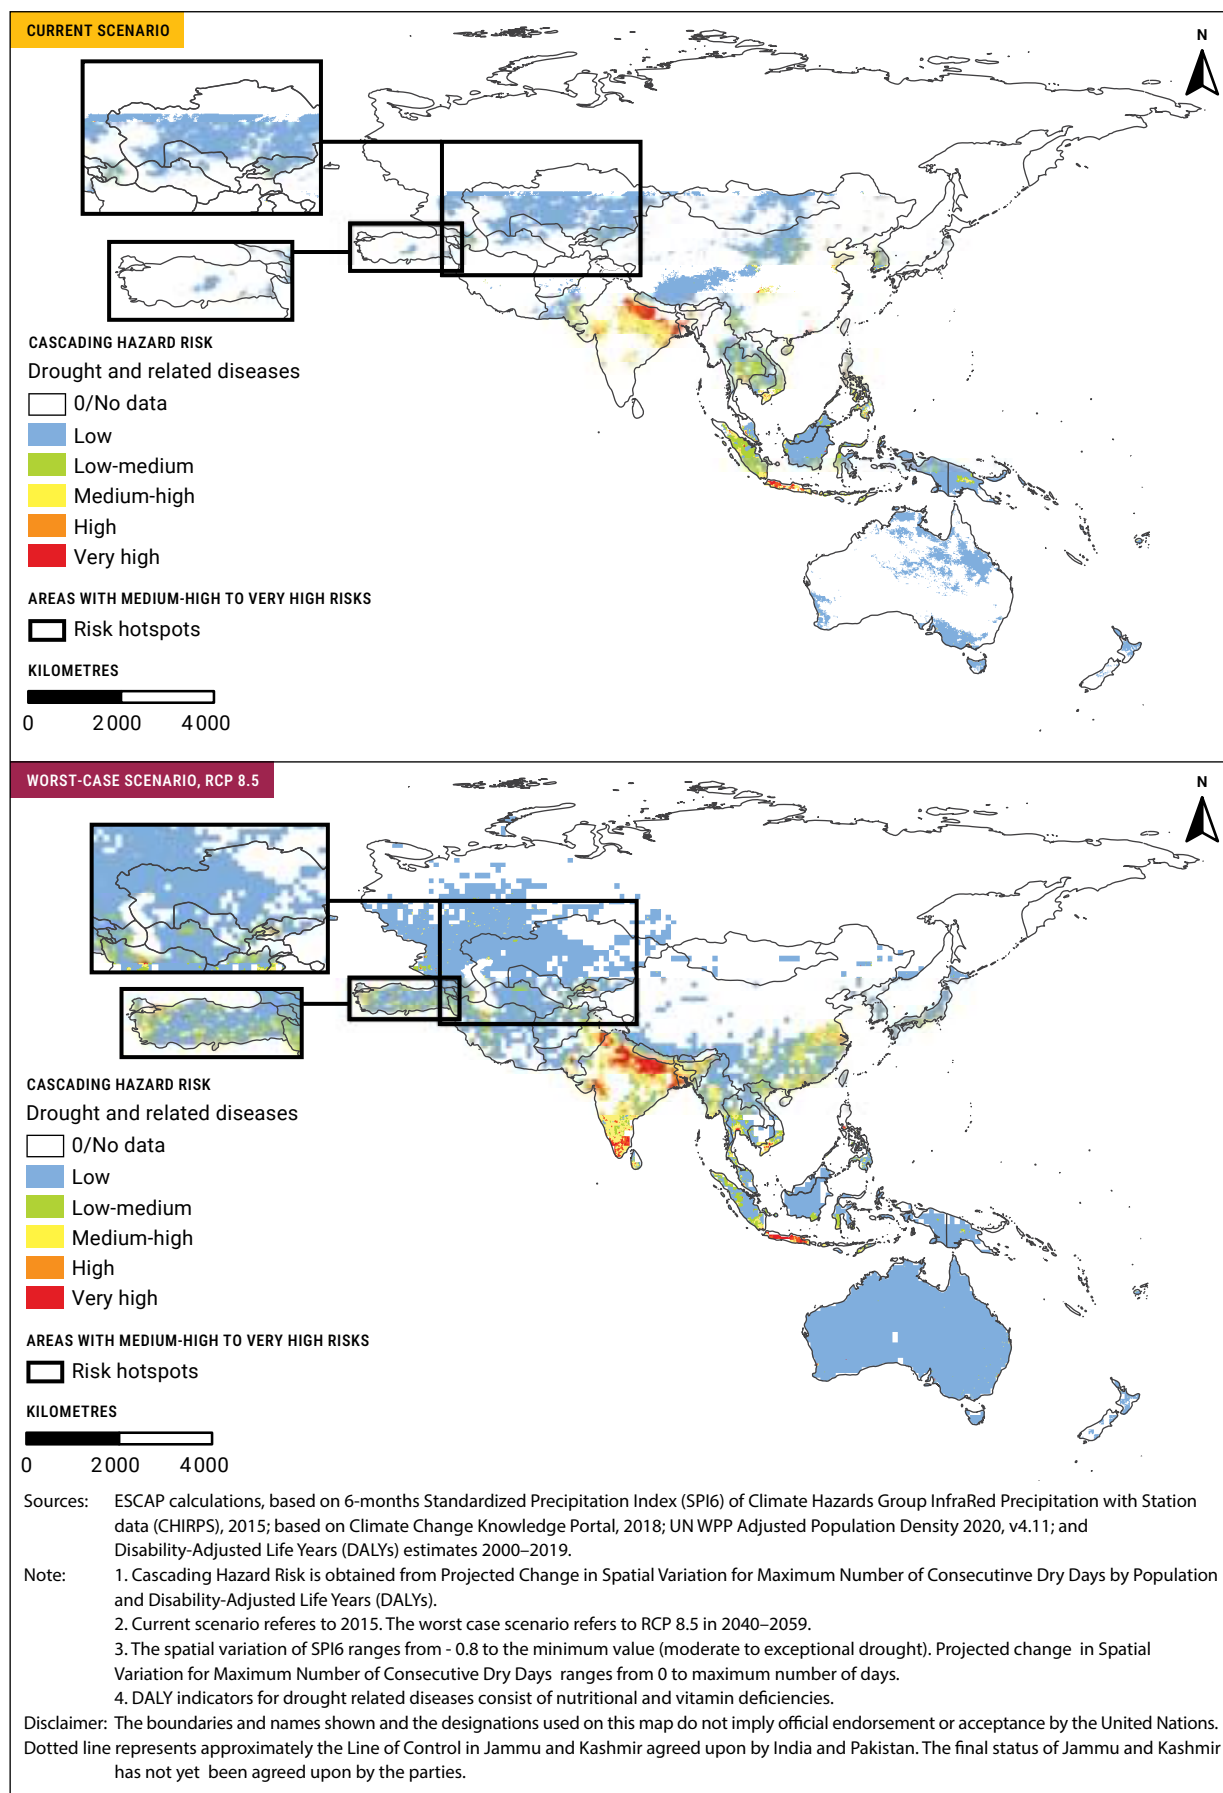 CURRENT SCENARIO
N
CASCADING HAZARD RISK
Drought and related diseases
0/No data
Low
Low-medium
Medium-high
High
Very high
AREAS WITH MEDIUM-HIGH TO VERY HIGH RISKS
Risk hotspots
KILOMETRES
0 2 000 4 000
WORST-CASE SCENARIO, RCP 8.5
N
CASCADING HAZARD RISK
Drought and related diseases
0/No data
Low
Low-medium
Medium-high
High
Very high
AREAS WITH MEDIUM-HIGH TO VERY HIGH RISKS
Risk hotspots
KILOMETRES
0 2 000 4 000
Sources: ESCAP calculations, based on 6-months Standardized Precipitation Index (SPI6) of Climate Hazards Group InfraRed Precipitation with Station
data (CHIRPS), 2015; based on Climate Change Knowledge Portal, 2018; UN WPP Adjusted Population Density 2020, v4.11; and
Disability-Adjusted Life Years (DALYs) estimates 2000–2019.
Note: 1. Cascading Hazard Risk is obtained from Projected Change in Spatial Variation for Maximum Number of Consecutinve Dry Days by Population
and Disability-Adjusted Life Years (DALYs).
2. Current scenario referes to 2015. The worst case scenario refers to RCP 8.5 in 2040–2059.
3. The spatial variation of SPI6 ranges from - 0.8 to the minimum value (moderate to exceptional drought). Projected change in Spatial
Variation for Maximum Number of Consecutive Dry Days ranges from 0 to maximum number of days.
4. DALY indicators for drought related diseases consist of nutritional and vitamin deficiencies.
Disclaimer: The boundaries and names shown and the designations used on this map do not imply official endorsement or acceptance by the United Nations.
Dotted line represents approximately the Line of Control in Jammu and Kashmir agreed upon by India and Pakistan. The final status of Jammu and Kashmir
has not yet been agreed upon by the parties.